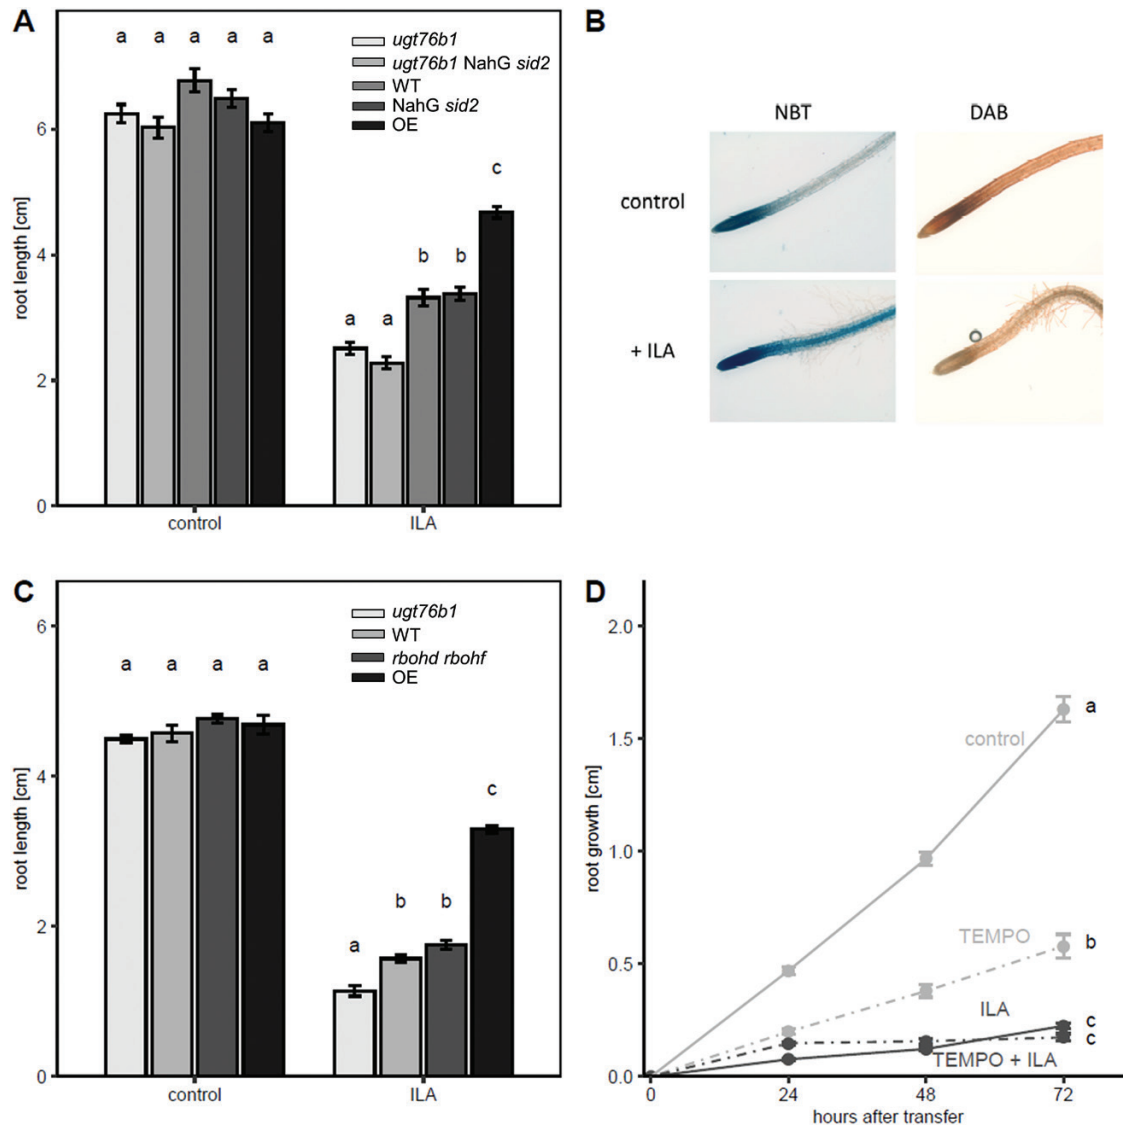 A
a a a a a
ugt76b1
ugt76b1 NahG sid2
WT
NahG sid2
OE
root length [cm]
6
4
2
0
a a b b c
control ILA
B
NBT DAB
control
+ ILA
C
a a a a
ugt76b1
WT
rbohd rbohf
OE
root length [cm]
6
4
2
0
a b b c
control ILA
D
root growth [cm]
2.0
1.5
1.0
0.5
0.0
control a
TEMPO b
ILA c
c
TEMPO + ILA
0 24 48 72
hours after transfer